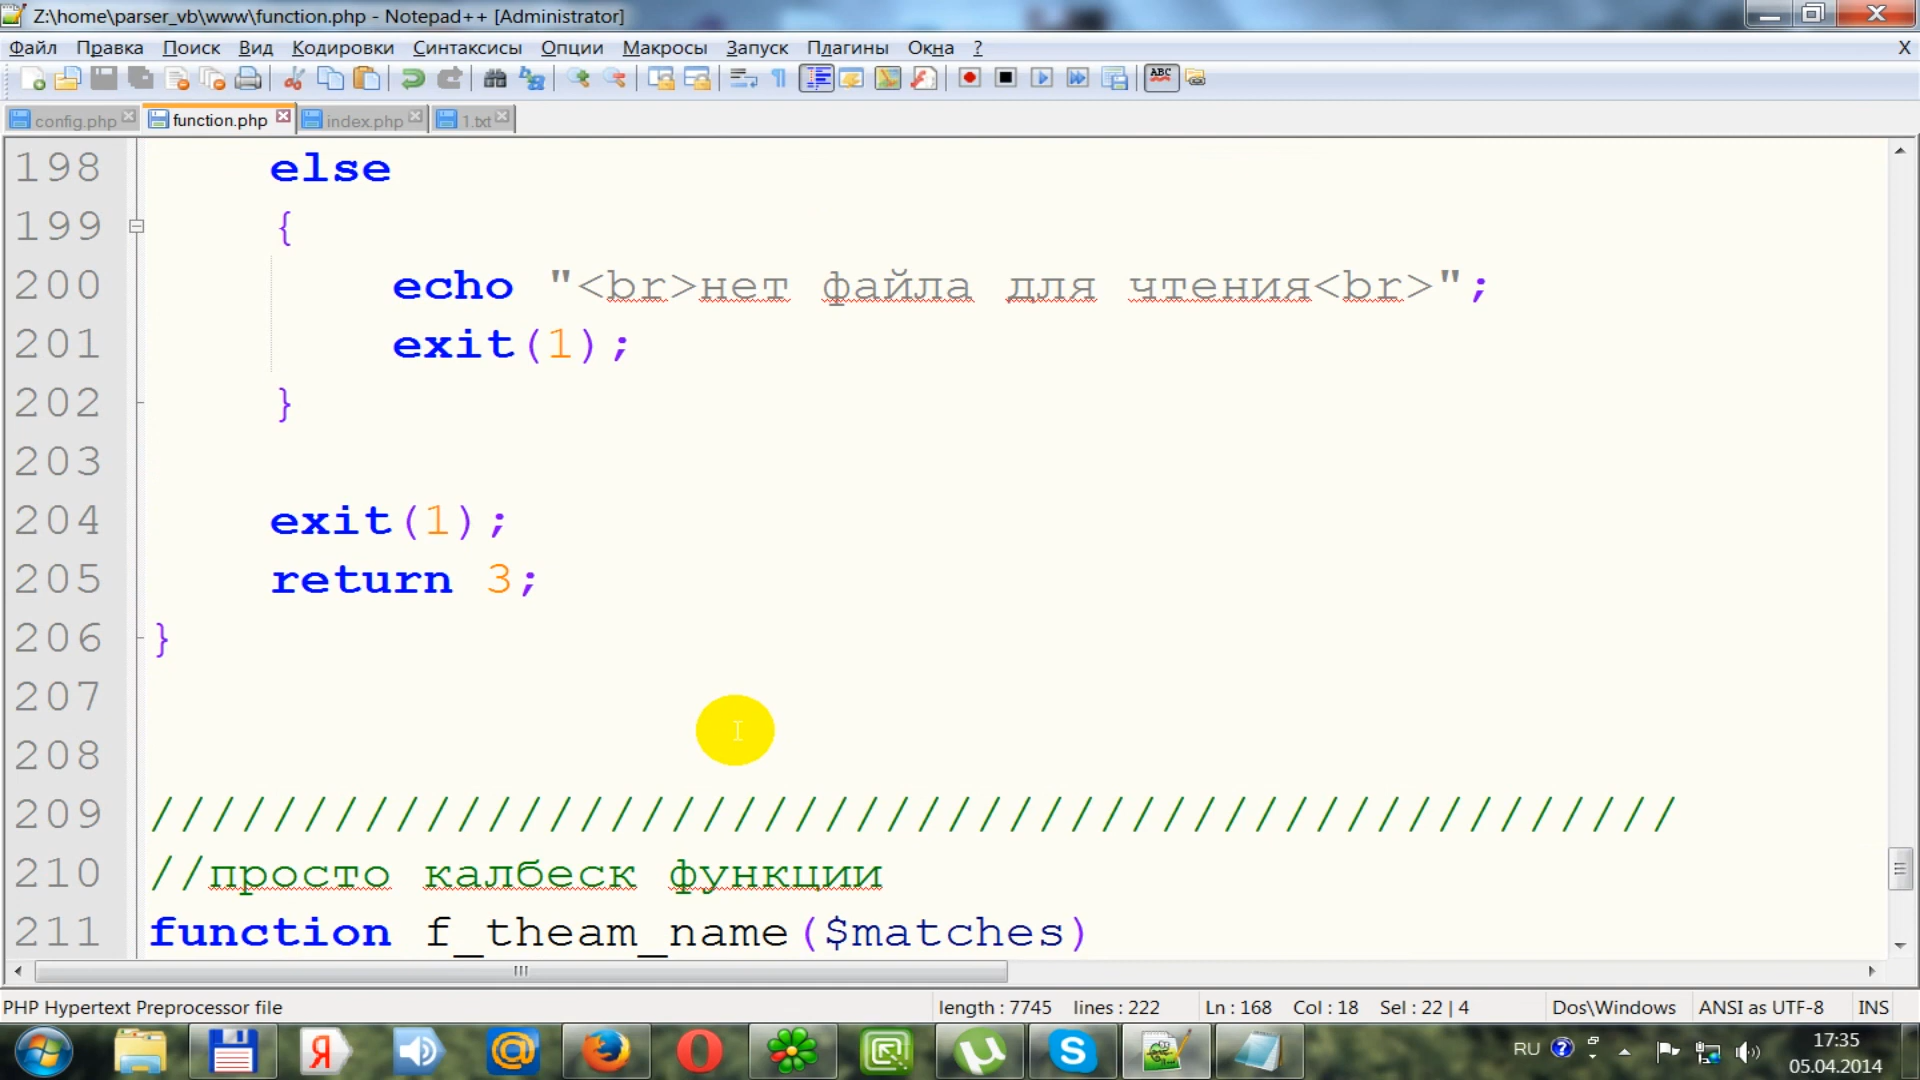 Z:\home\parser_vb\www\function.php - Notepad++ [Administrator]
Файл Правка Поиск Вид Кодировки Синтаксисы Опции Макросы Запуск Плагины Окна ? X
config.php function.php index.php 1.txt
198 else
199 {
200 echo "<br>нет файла для чтения<br>";
201 exit(1);
202 }
203
204 exit(1);
205 return 3;
206 }
207
208
209 //////////////////////////////////////////////////
210 //просто калбеск функции
211 function f_theam_name($matches)
PHP Hypertext Preprocessor file length : 7745 lines : 222 Ln : 168 Col : 18 Sel : 22 | 4 Dos\Windows ANSI as UTF-8 INS
RU 17:35
05.04.2014